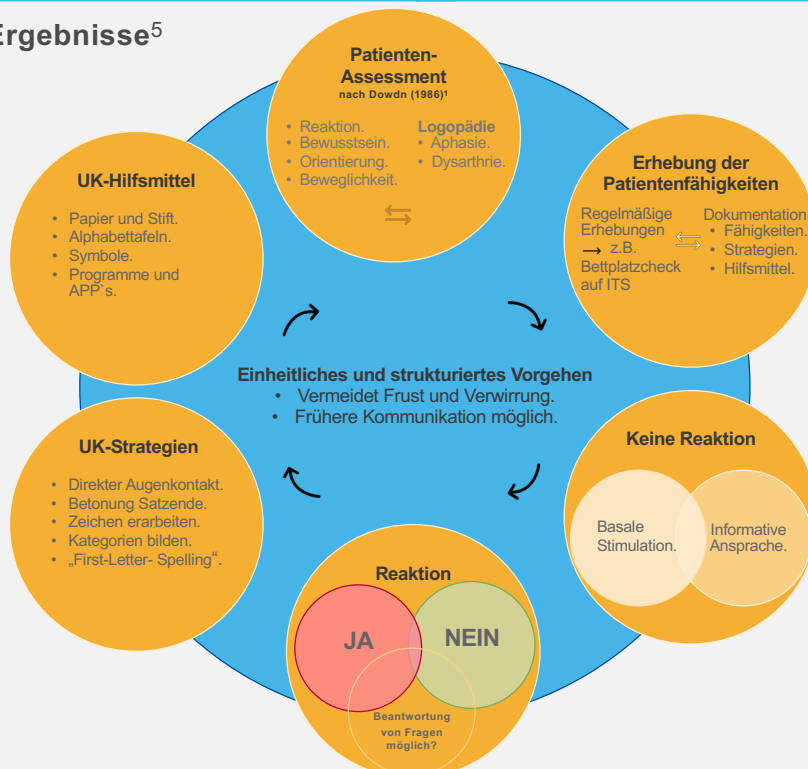 Ergebnisse⁵
Patienten-
Assessment
nach Dowdn (1986)¹
• Reaktion.
• Bewusstsein.
• Orientierung.
• Beweglichkeit.
Logopädie
• Aphasie.
• Dysarthrie.
Erhebung der
Patientenfähigkeiten
Regelmäßige
Erhebungen
→ z.B.
Bettplatzcheck
auf ITS
Dokumentation
• Fähigkeiten.
• Strategien.
• Hilfsmittel.
Keine Reaktion
Basale
Stimulation.
Informative
Ansprache.
Reaktion
JA
NEIN
Beantwortung
von Fragen
möglich?
UK-Strategien
• Direkter Augenkontakt.
• Betonung Satzende.
• Zeichen erarbeiten.
• Kategorien bilden.
• „First-Letter- Spelling“.
UK-Hilfsmittel
• Papier und Stift.
• Alphabettafeln.
• Symbole.
• Programme und
APP`s.
Einheitliches und strukturiertes Vorgehen
• Vermeidet Frust und Verwirrung.
• Frühere Kommunikation möglich.